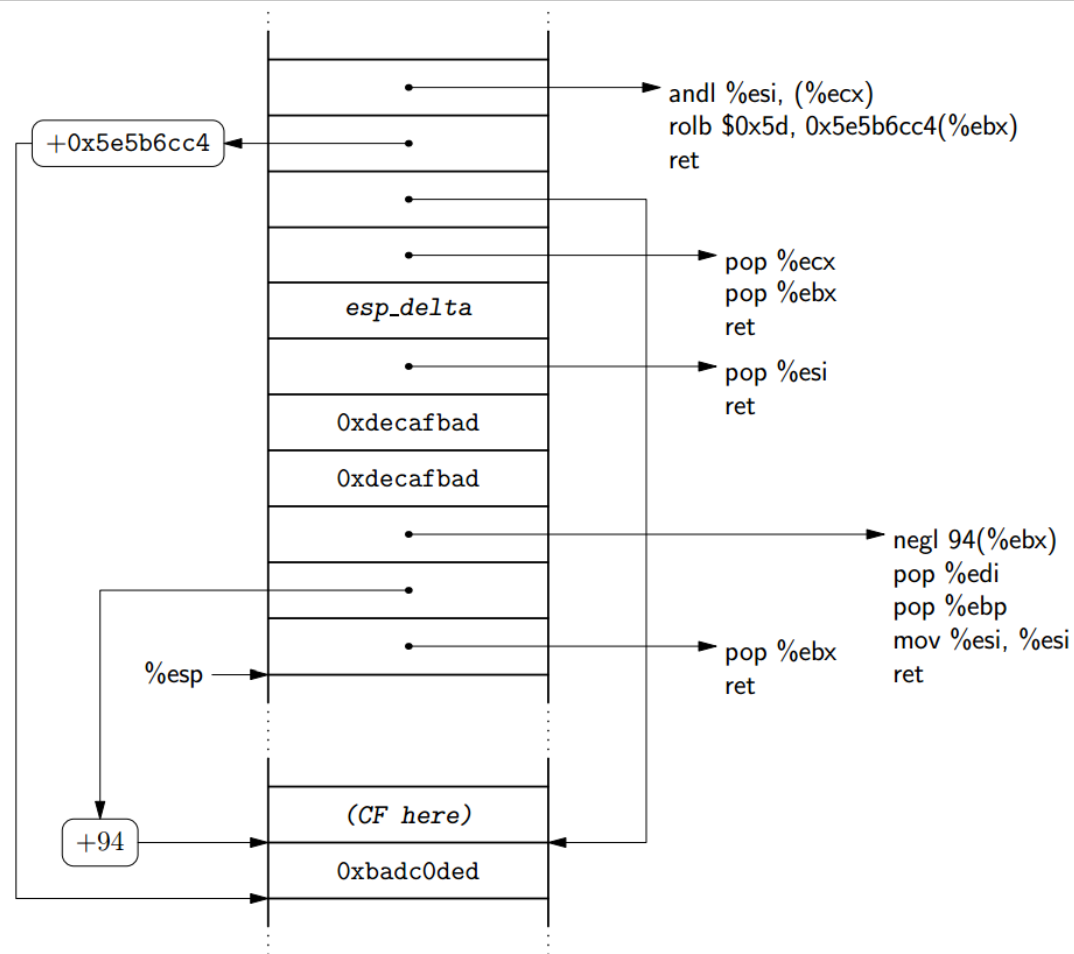 andl %esi, (%ecx)
rolb $0x5d, 0x5e5b6cc4(%ebx)
ret
+0x5e5b6cc4
pop %ecx
pop %ebx
ret
esp_delta
pop %esi
ret
0xdecafbad
0xdecafbad
negl 94(%ebx)
pop %edi
pop %ebp
mov %esi, %esi
ret
pop %ebx
ret
%esp
(CF here)
+94
0xbadc0ded